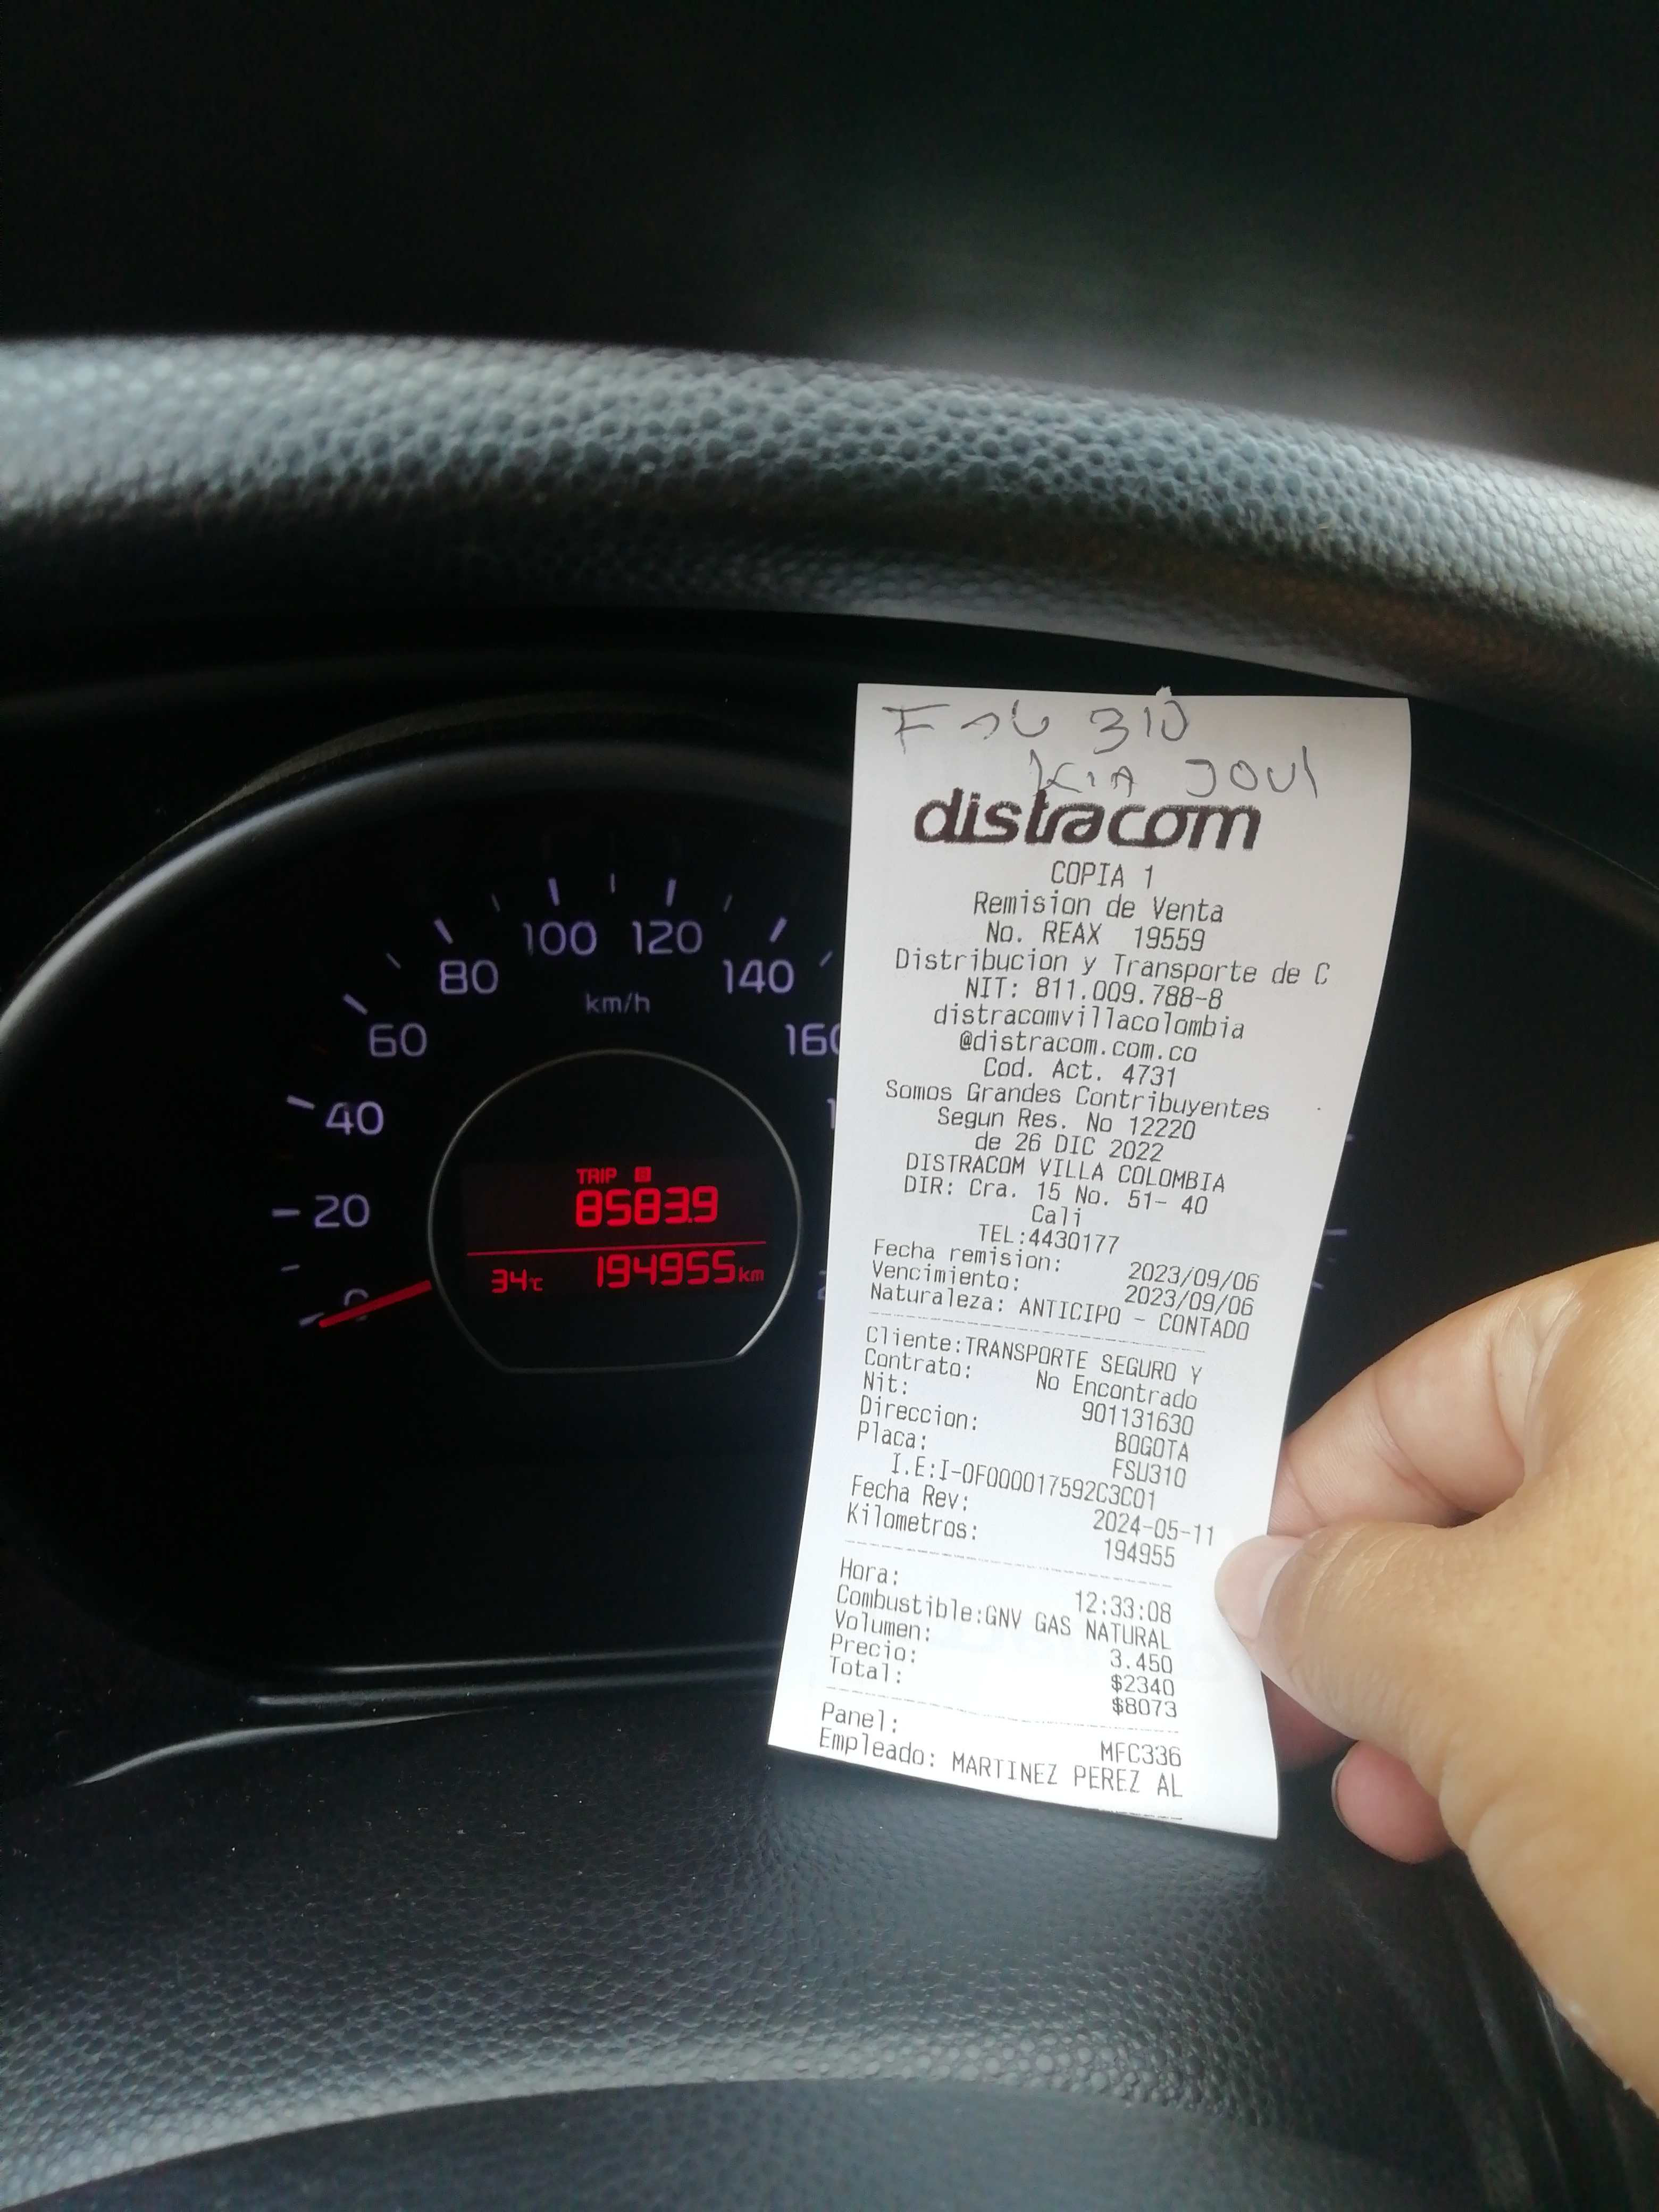 80
100
120
140
km/h
60
40
20
TRIP B
8583.9
34°C 194955 km
FSU 310
KIA SOUL
distracom
COPIA 1
Remision de Venta
No. REAX 19559
Distribucion y Transporte de C
NIT: 811.009.788-8
distracomvillacolombia
@distracom.com.co
Cod. Act. 4731
Somos Grandes Contribuyentes
Segun Res. No 12220
de 26 DIC 2022
DISTRACOM VILLA COLOMBIA
DIR: Cra. 15 No. 51- 40
Cali
TEL:4430177
Fecha remision: 2023/09/06
Vencimiento: 2023/09/06
Naturaleza: ANTICIPO - CONTADO
Cliente:TRANSPORTE SEGURO Y
Contrato: No Encontrado
Nit: 901131630
Direccion: BOGOTA
Placa: FSU310
I.E:I-0F000017592C3C01
Fecha Rev: 2024-05-11
Kilometros: 194955
Hora: 12:33:08
Combustible:GNV GAS NATURAL
Volumen: 3.450
Precio: $2340
Total: $8073
Panel: MFC336
Empleado: MARTINEZ PEREZ AL